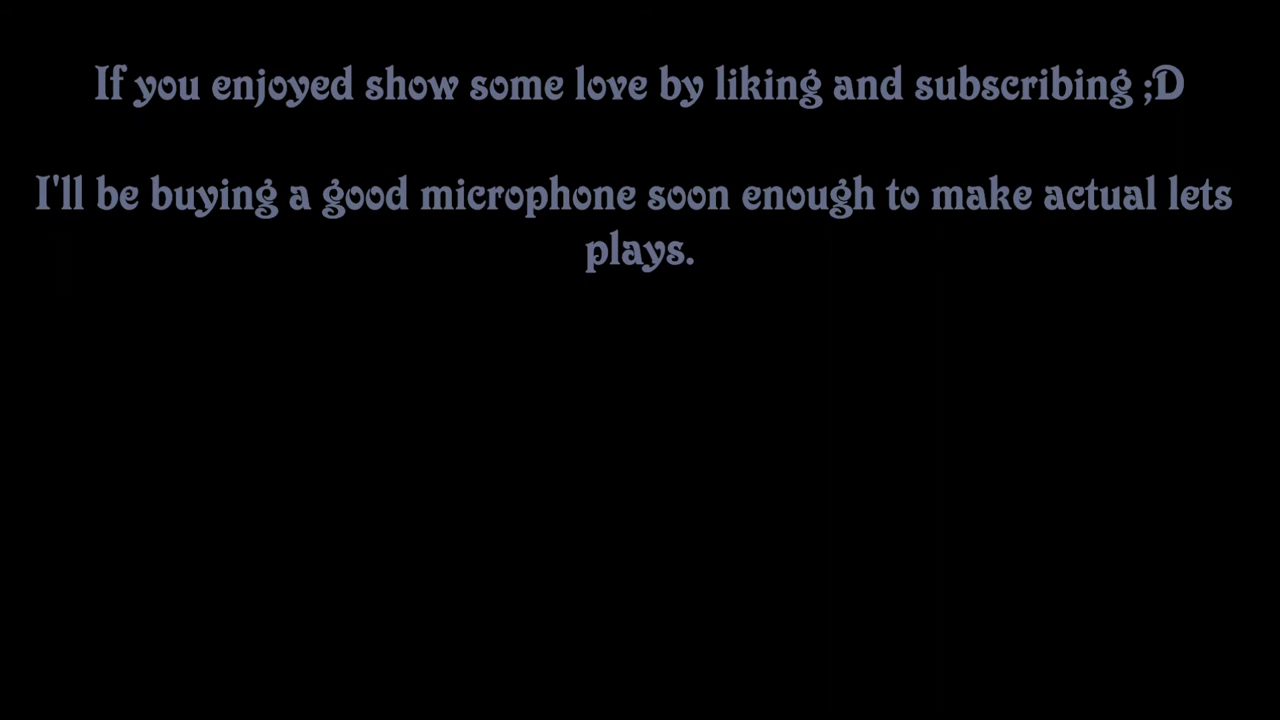 If you enjoyed show some love by liking and subscribing ;D
I'll be buying a good microphone soon enough to make actual lets
plays.